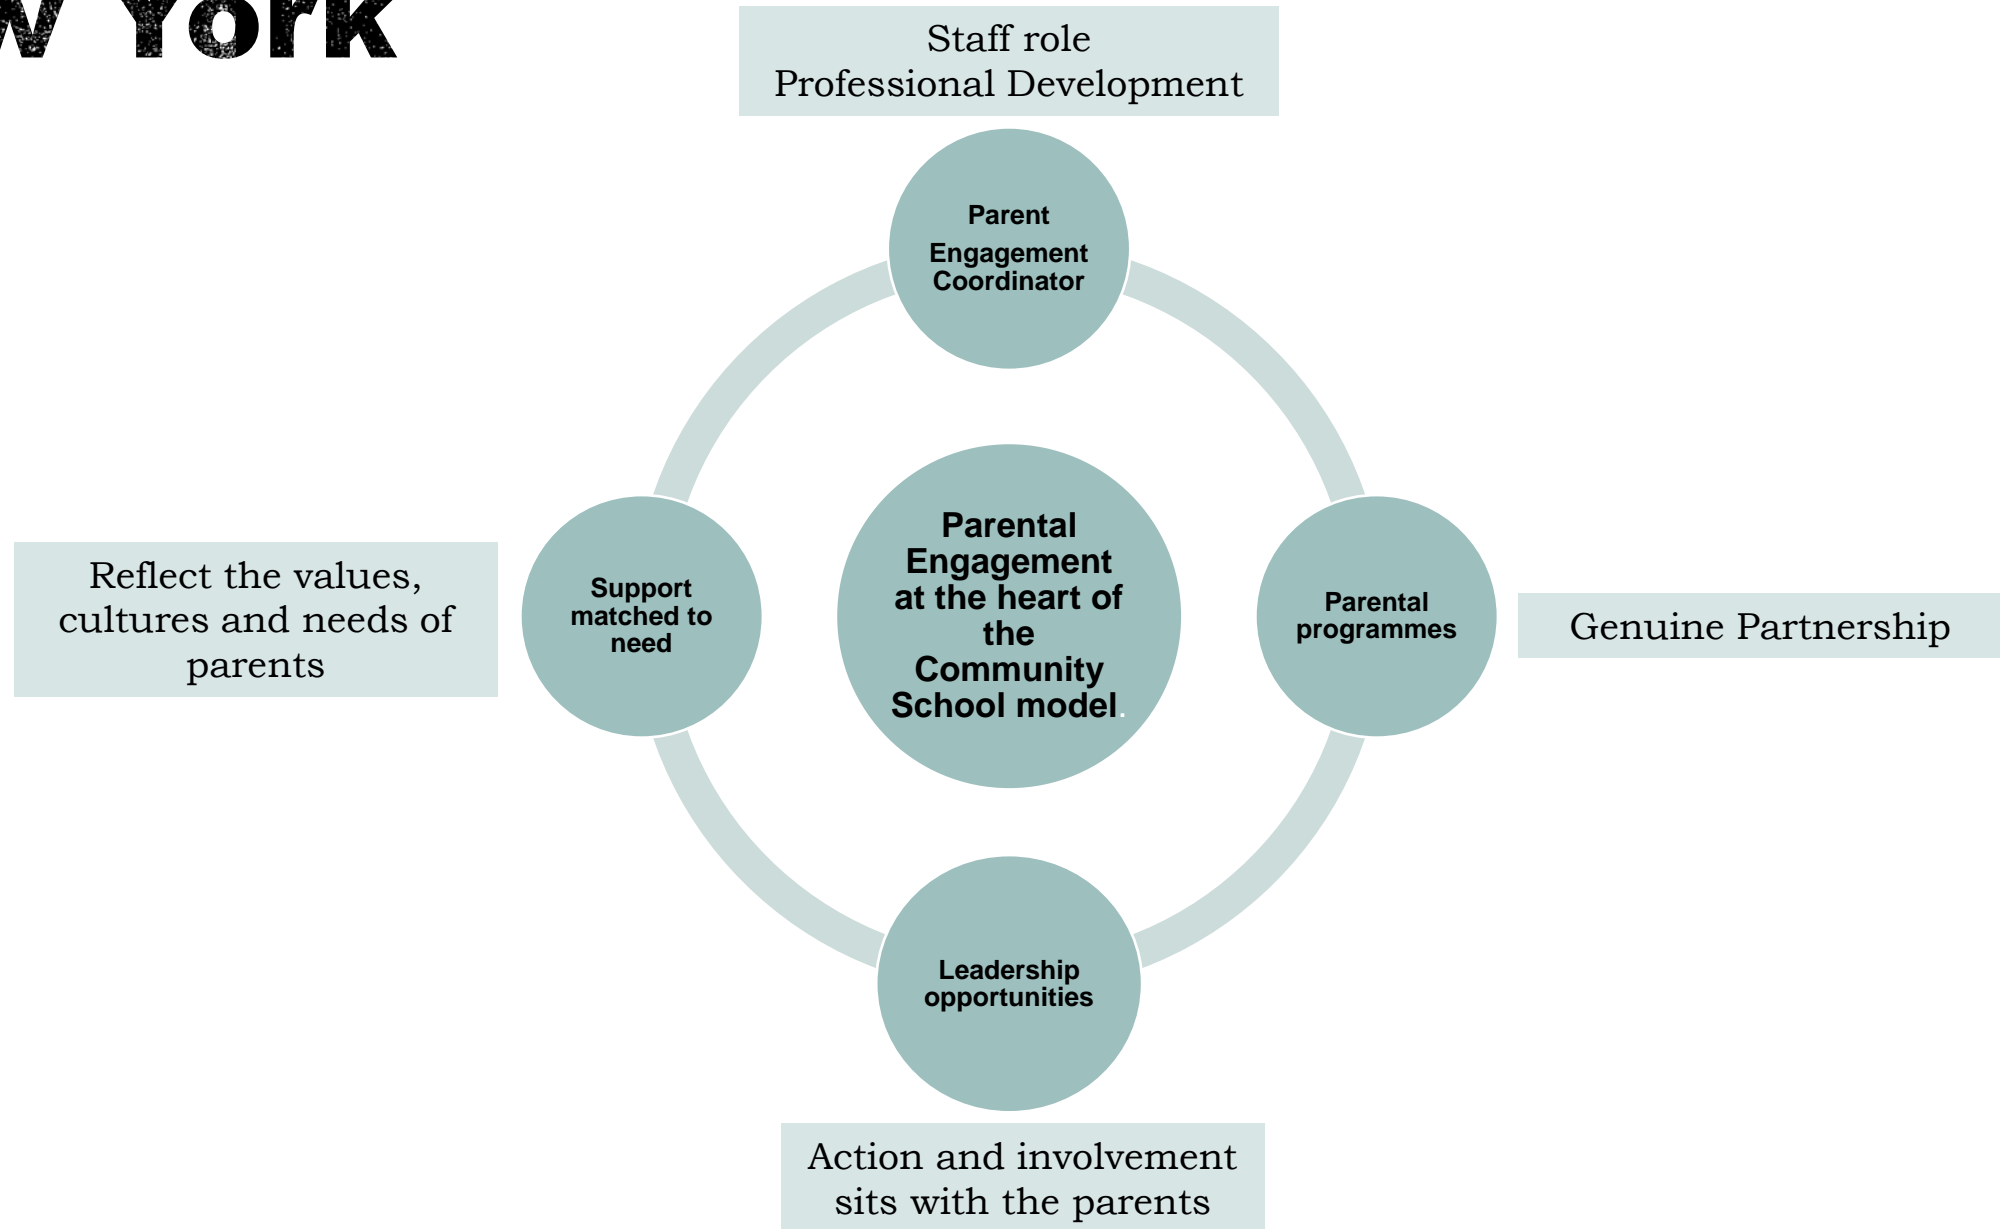 w York
Staff role
Professional Development
Parent
Engagement
Coordinator
Parental
Engagement
at the heart of
the
Community
School model.
Reflect the values,
cultures and needs of
parents
Support
matched to
need
Parental
programmes
Genuine Partnership
Leadership
opportunities
Action and involvement
sits with the parents